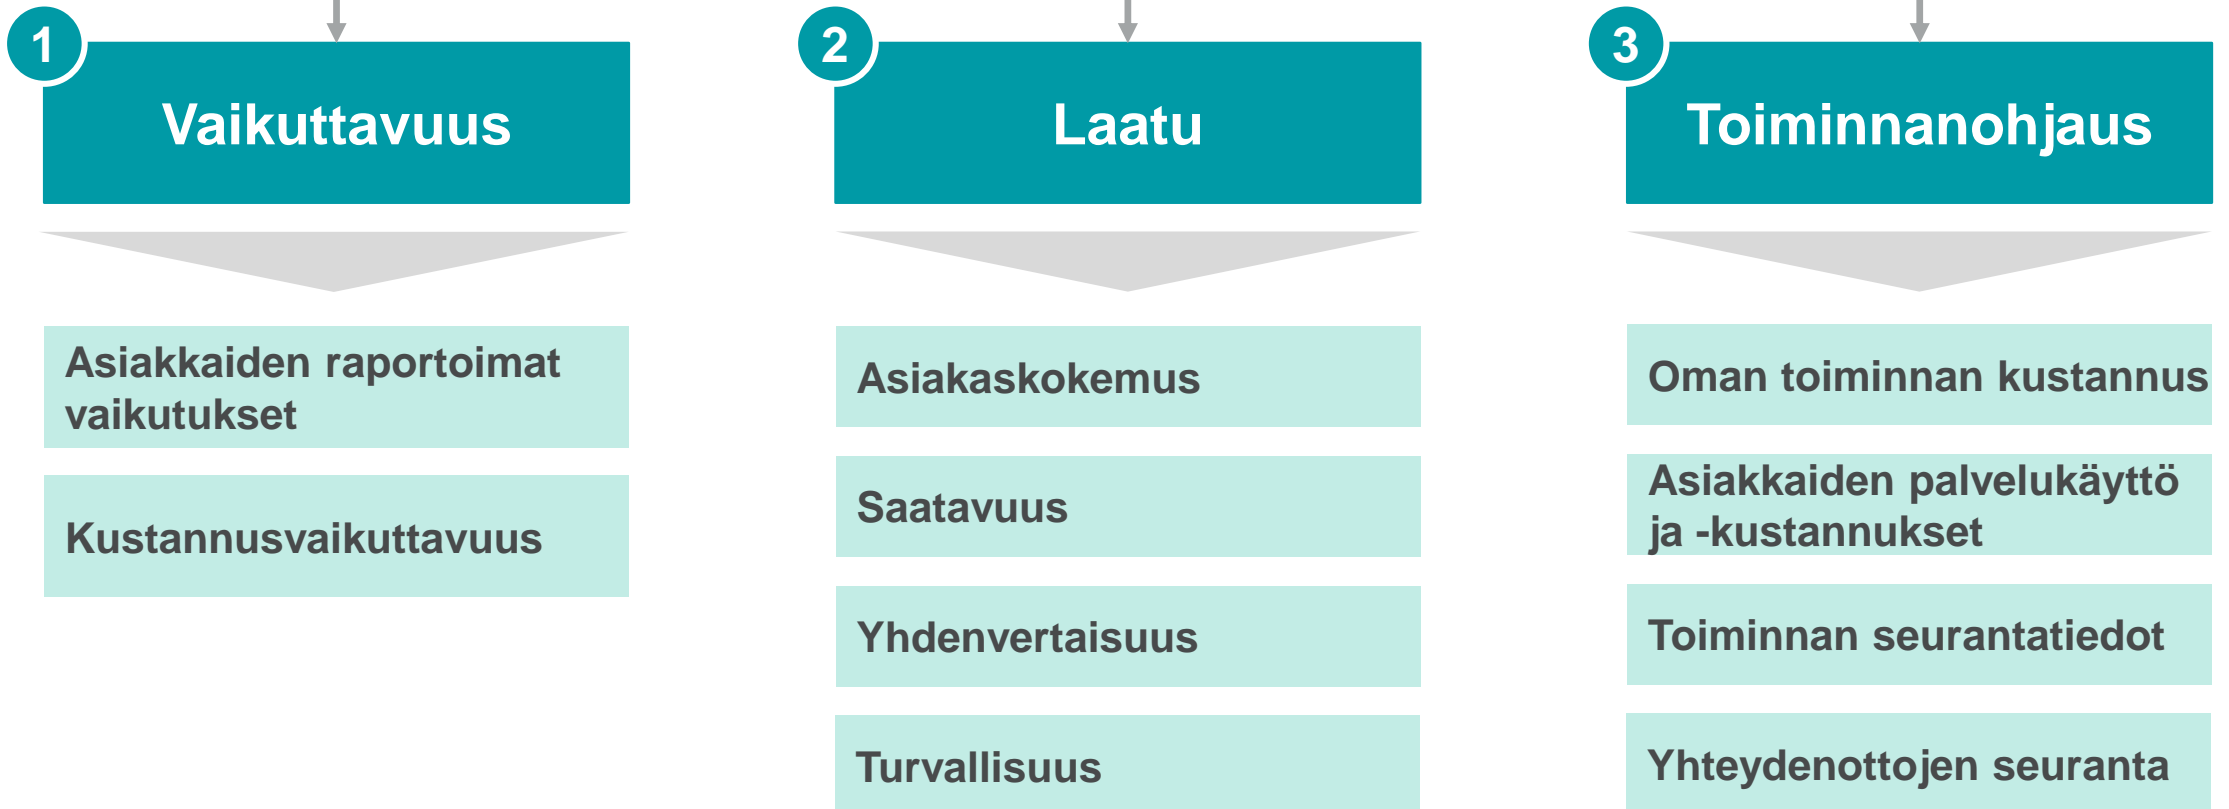 1
Vaikuttavuus
Asiakkaiden raportoimat
vaikutukset
Kustannusvaikuttavuus
2
Laatu
Asiakaskokemus
Saatavuus
Yhdenvertaisuus
Turvallisuus
3
Toiminnanohjaus
Oman toiminnan kustannus
Asiakkaiden palvelukäyttö
ja -kustannukset
Toiminnan seurantatiedot
Yhteydenottojen seuranta